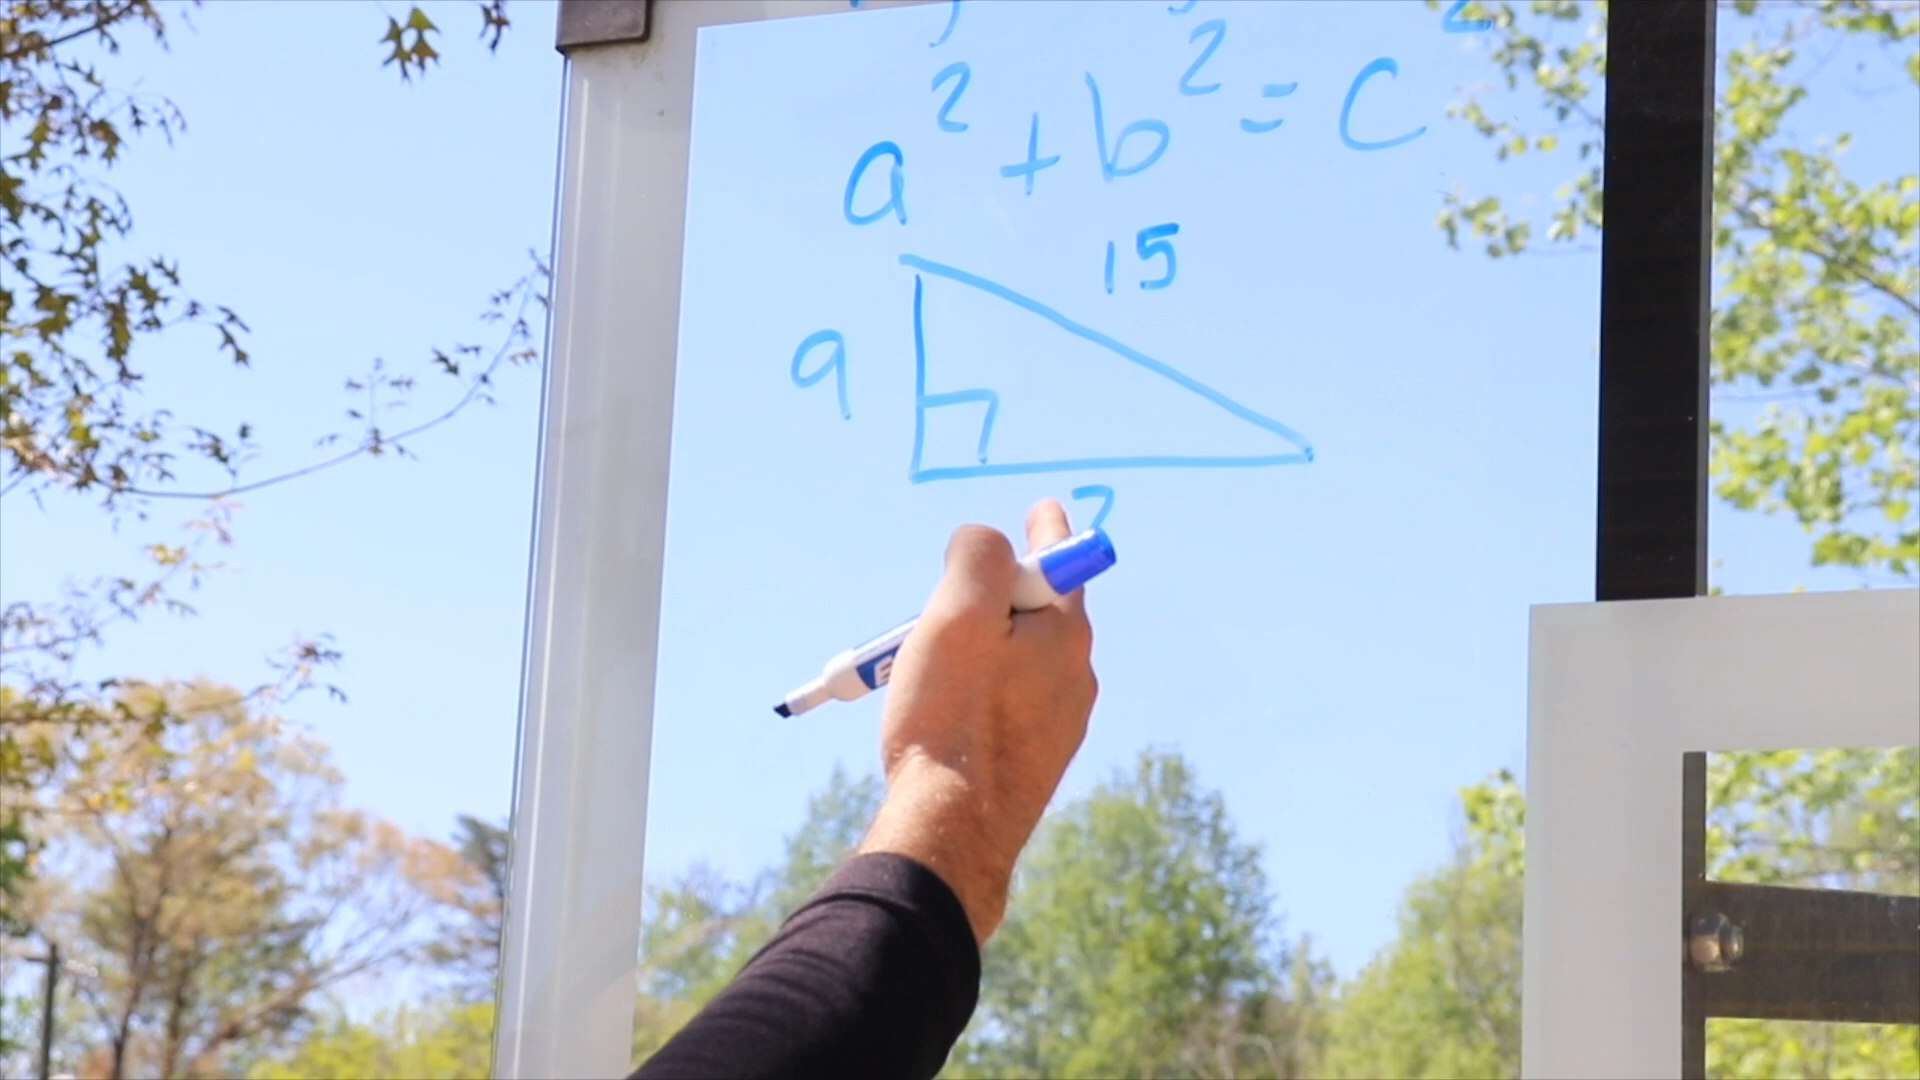 a² + b² = c²
15
9
?